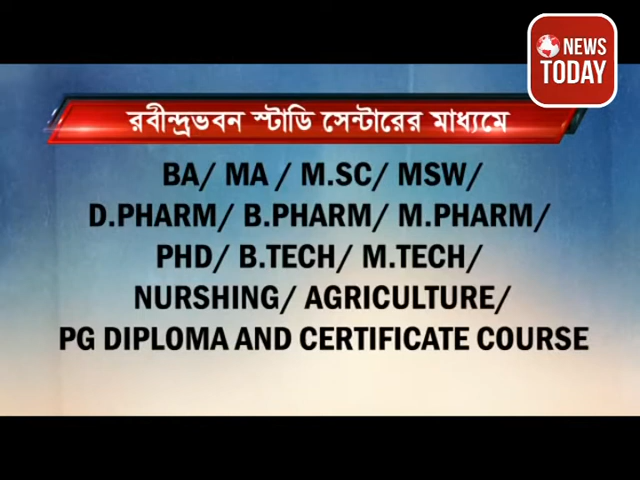 NEWS
TODAY
রবীন্দ্রভবন স্টাডি সেন্টারের মাধ্যমে
BA/ MA / M.SC/ MSW/
D.PHARM/ B.PHARM/ M.PHARM/
PHD/ B.TECH/ M.TECH/
NURSHING/ AGRICULTURE/
PG DIPLOMA AND CERTIFICATE COURSE